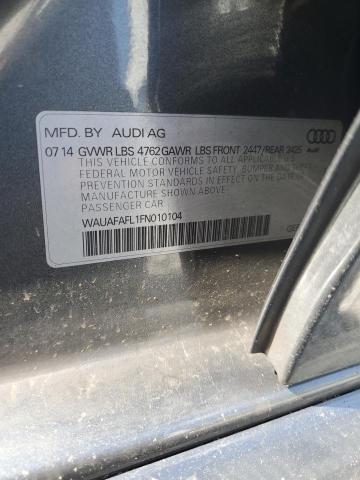 MFD. BY AUDI AG
07 14 GVWR LBS 4762 GAWR LBS FRONT 2447/REAR 2425
THIS VEHICLE CONFORMS TO ALL APPLICABLE U.S.
FEDERAL MOTOR VEHICLE SAFETY, BUMPER AND THEFT
PREVENTION STANDARDS IN EFFECT ON THE DATE OF
MANUFACTURE SHOWN ABOVE.
PASSENGER CAR
WAUAFAFL1FN010104
Audi